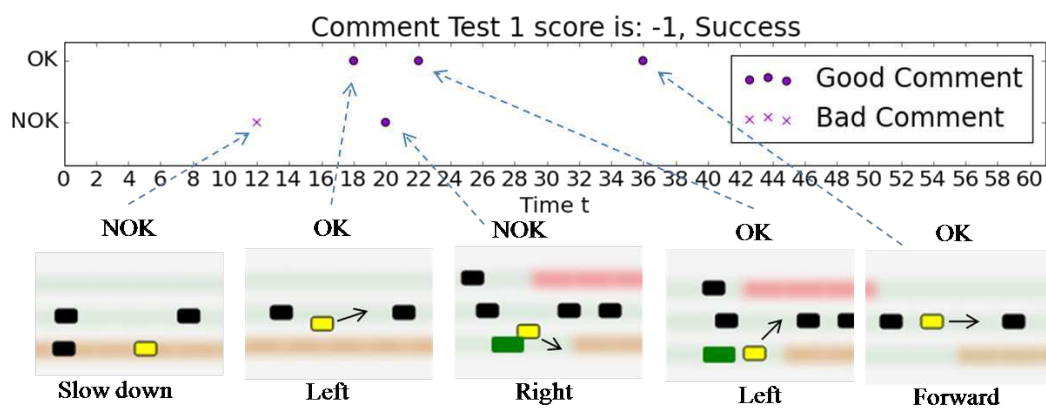 Comment Test 1 score is: -1, Success
OK
NOK
Good Comment
Bad Comment
0 2 4 6 8 10 12 14 16 18 20 22 24 26 28 30 32 34 36 38 40 42 44 46 48 50 52 54 56 58 60
Time t
NOK OK NOK OK OK
Slow down Left Right Left Forward